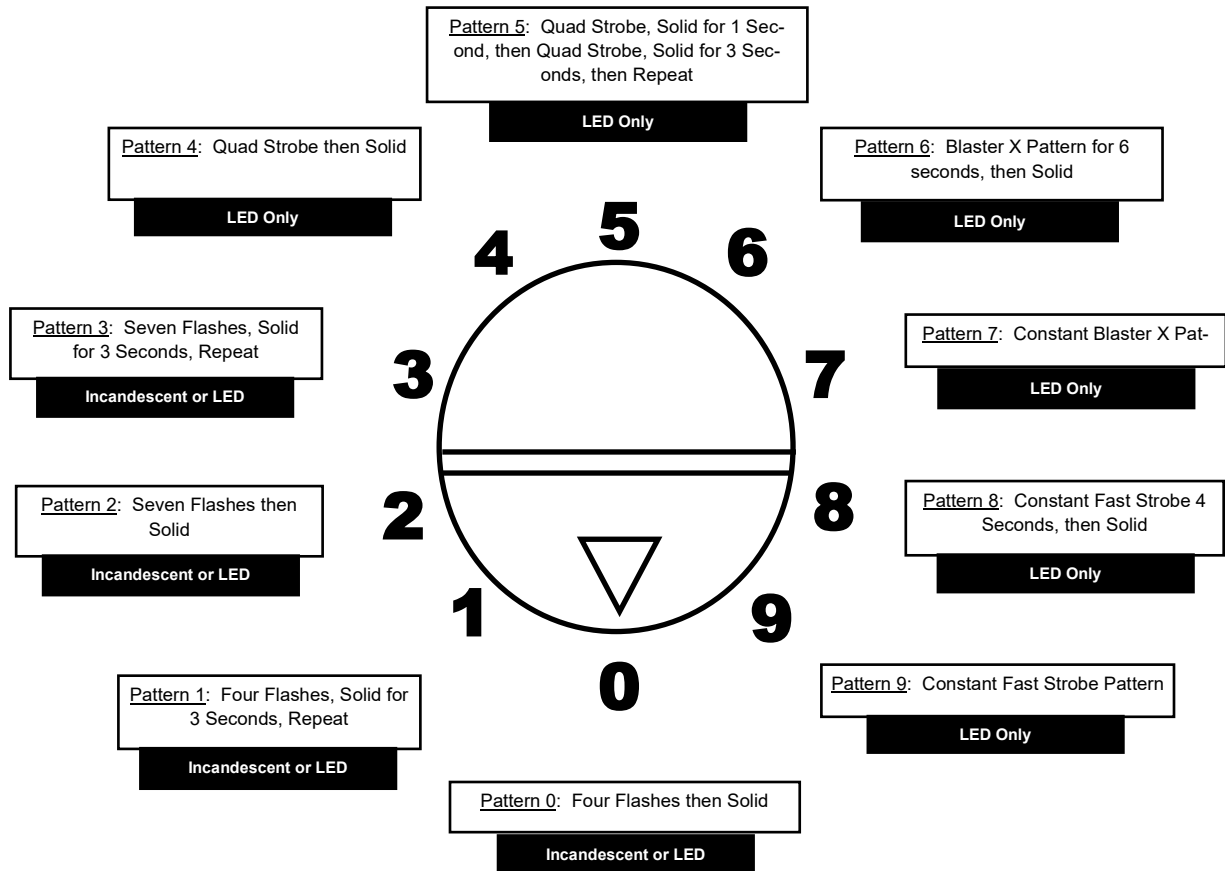 Pattern 5:  Quad Strobe, Solid for 1 Sec-
ond, then Quad Strobe, Solid for 3 Sec-
onds, then Repeat
LED Only
Pattern 4:  Quad Strobe then Solid
LED Only
Pattern 6:  Blaster X Pattern for 6
seconds, then Solid
LED Only
5
4
6
Pattern 3:  Seven Flashes, Solid
for 3 Seconds, Repeat
Incandescent or LED
3
7
Pattern 7:  Constant Blaster X Pat-
LED Only
Pattern 2:  Seven Flashes then
Solid
Incandescent or LED
2
8
Pattern 8:  Constant Fast Strobe 4
Seconds, then Solid
LED Only
1
9
0
Pattern 1:  Four Flashes, Solid for
3 Seconds, Repeat
Incandescent or LED
Pattern 9:  Constant Fast Strobe Pattern
LED Only
Pattern 0:  Four Flashes then Solid
Incandescent or LED